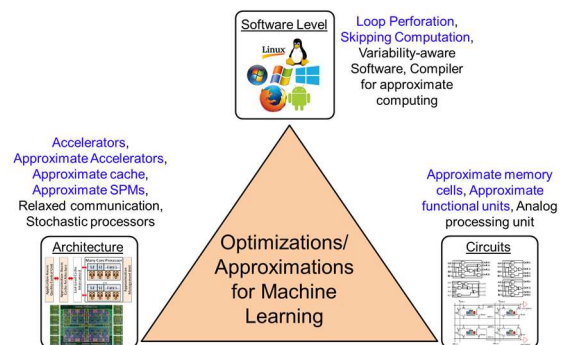 Software Level
Linux
Loop Perforation,
Skipping Computation,
Variability-aware
Software, Compiler
for approximate
computing
Accelerators,
Approximate Accelerators,
Approximate cache,
Approximate SPMs,
Relaxed communication,
Stochastic processors
Approximate memory
cells, Approximate
functional units, Analog
processing unit
Architecture
Circuits
Optimizations/
Approximations
for Machine
Learning